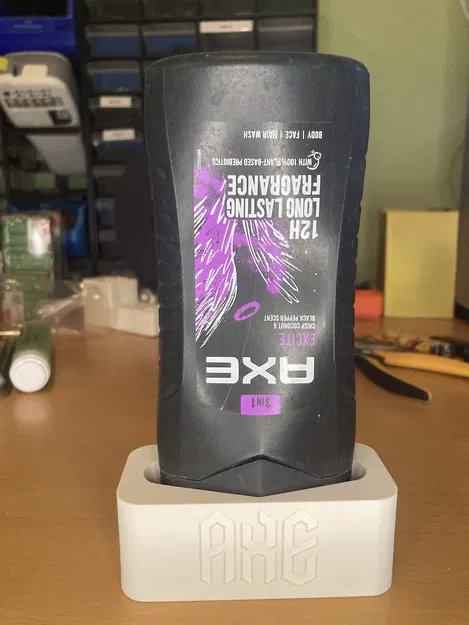 3IN1
AXE
EXCITE
CRISP COCONUT &
BLACK PEPPER SCENT
12H
LONG LASTING
FRAGRANCE
WITH 100% PLANT-BASED PREBIOTICS
BODY | FACE | HAIR WASH
AXE